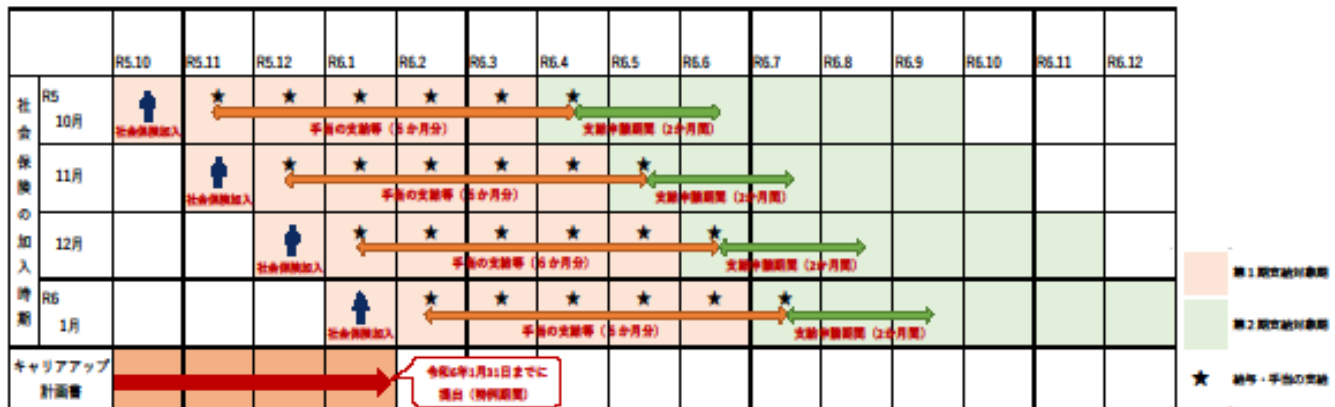 R5.10 R5.11 R5.12 R6.1 R6.2 R6.3 R6.4 R6.5 R6.6 R6.7 R6.8 R6.9 R6.10 R6.11 R6.12
社会保険の加入時期
R5
10月
社会保険加入
手当の支給等（6か月分）
支給申請期間（2か月間）
11月
社会保険加入
手当の支給等（6か月分）
支給申請期間（2か月間）
12月
社会保険加入
手当の支給等（6か月分）
支給申請期間（2か月間）
R6
1月
社会保険加入
手当の支給等（6か月分）
支給申請期間（2か月間）
キャリアアップ
計画書
令和6年1月31日までに
提出（特例期間）
第1期支給対象期
第2期支給対象期
★ 給与・手当の支給